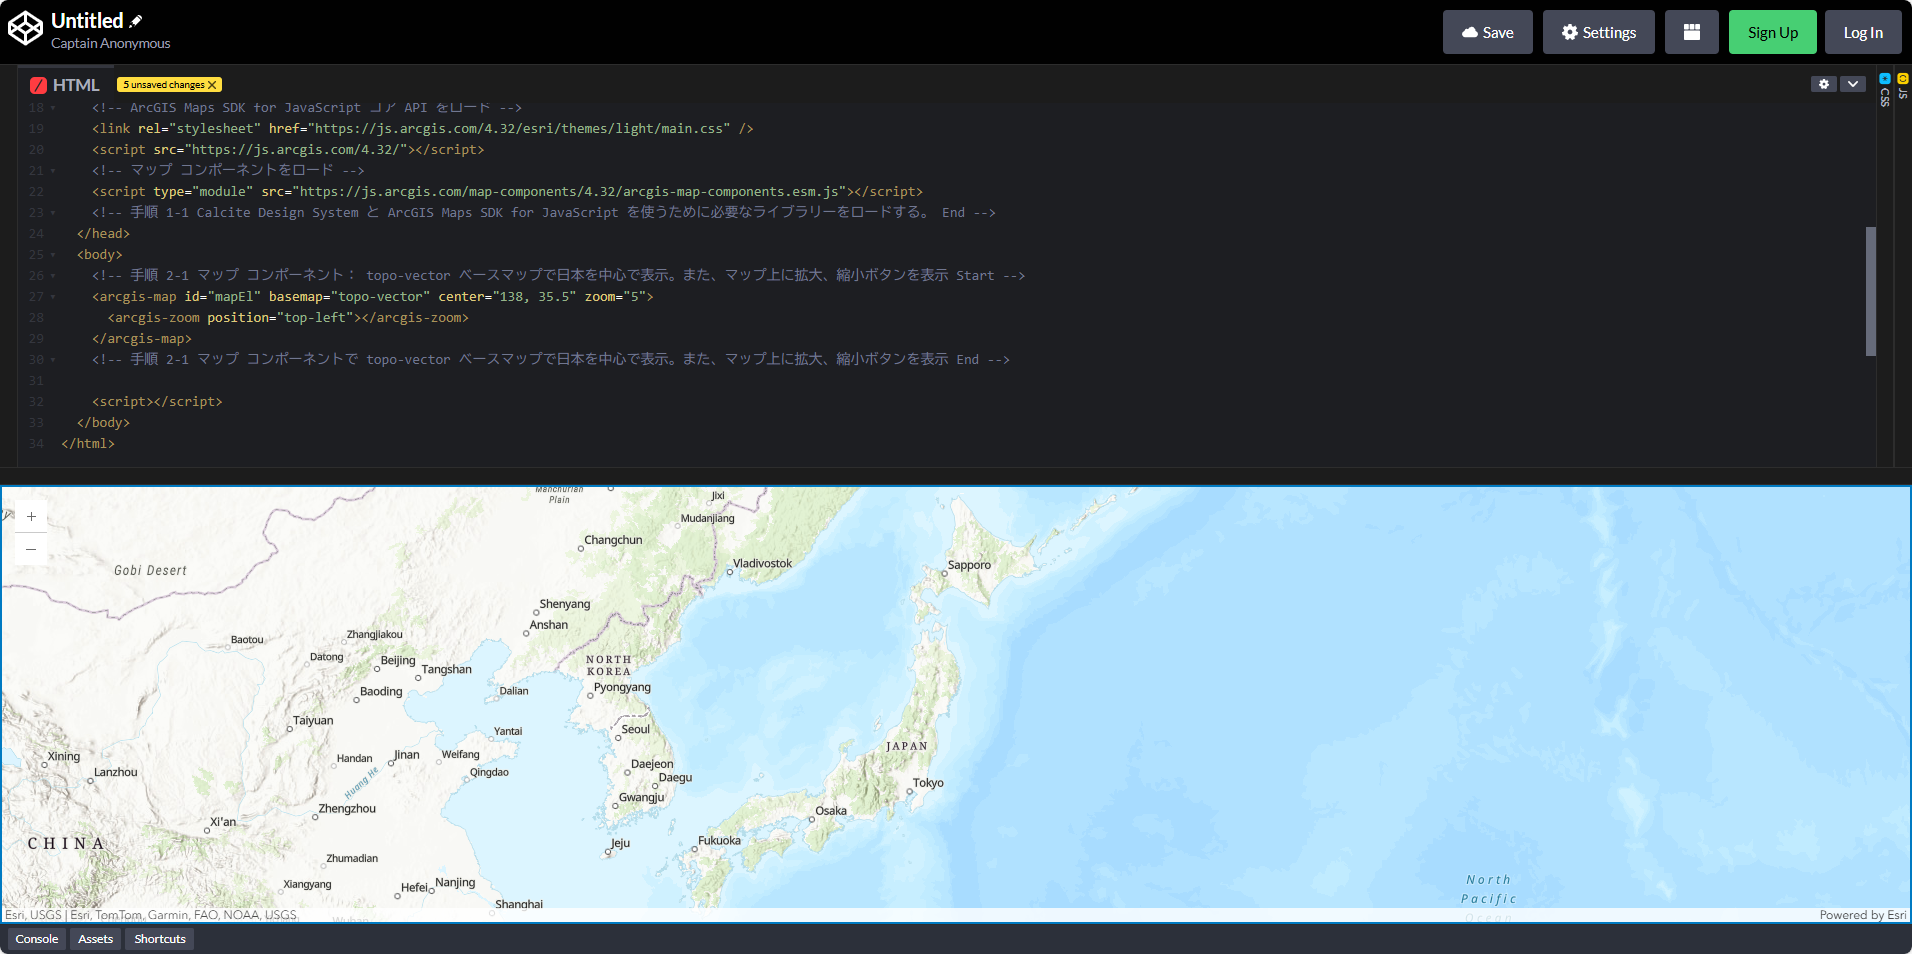 Untitled
Captain Anonymous
Save
Settings
Sign Up
Log In
HTML
5 unsaved changes X
CSS
JS
18 <!-- ArcGIS Maps SDK for JavaScript コア API をロード -->
19 <link rel="stylesheet" href="https://js.arcgis.com/4.32/esri/themes/light/main.css" />
20 <script src="https://js.arcgis.com/4.32/"></script>
21 <!-- マップ コンポーネントをロード -->
22 <script type="module" src="https://js.arcgis.com/map-components/4.32/arcgis-map-components.esm.js"></script>
23 <!-- 手順 1-1 Calcite Design System と ArcGIS Maps SDK for JavaScript を使うために必要なライブラリーをロードする。 End -->
24 </head>
25 <body>
26 <!-- 手順 2-1 マップ コンポーネント： topo-vector ベースマップで日本を中心で表示。また、マップ上に拡大、縮小ボタンを表示 Start -->
27 <arcgis-map id="mapEl" basemap="topo-vector" center="138, 35.5" zoom="5">
28 <arcgis-zoom position="top-left"></arcgis-zoom>
29 </arcgis-map>
30 <!-- 手順 2-1 マップ コンポーネントで topo-vector ベースマップで日本を中心で表示。また、マップ上に拡大、縮小ボタンを表示 End -->
31
32 <script></script>
33 </body>
34 </html>
Manchurian
Plain
Jixi
Mudanjiang
+
−
Changchun
Vladivostok
Sapporo
Gobi Desert
Shenyang
Anshan
Baotou
Zhangjiakou
Datong
Beijing
Tangshan
NORTH
KOREA
Pyongyang
Baoding
Dalian
Taiyuan
Yantai
Seoul
JAPAN
Xining
Handan
Jinan
Weifang
Lanzhou
Qingdao
Daejeon
Daegu
Huang He
Gwangju
Tokyo
Zhengzhou
Osaka
Xi'an
CHINA
Jeju
Fukuoka
Zhumadian
Xiangyang
Hefei
Nanjing
North
Pacific
Ocean
Shanghai
Wuhan
Esri, USGS | Esri, TomTom, Garmin, FAO, NOAA, USGS
Powered by Esri
Console
Assets
Shortcuts